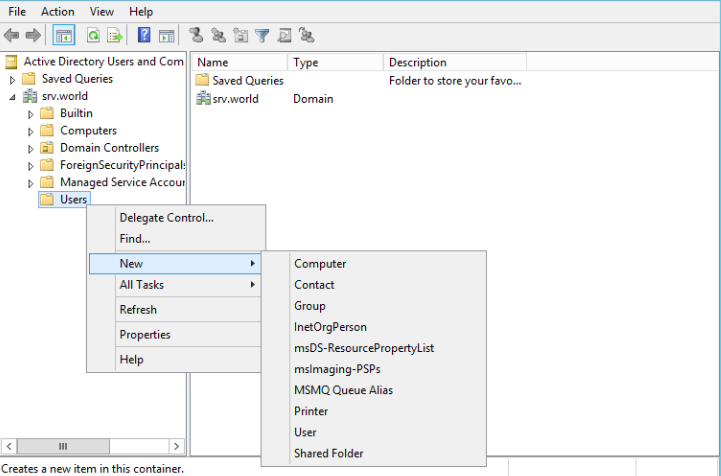 File Action View Help
Active Directory Users and Com
Saved Queries
srv.world
Builtin
Computers
Domain Controllers
ForeignSecurityPrincipals
Managed Service Accour
Users
Name Type Description
Saved Queries Folder to store your favo...
srv.world Domain
Delegate Control...
Find...
New
All Tasks
Refresh
Properties
Help
Computer
Contact
Group
InetOrgPerson
msDS-ResourcePropertyList
msImaging-PSPs
MSMQ Queue Alias
Printer
User
Shared Folder
Creates a new item in this container.